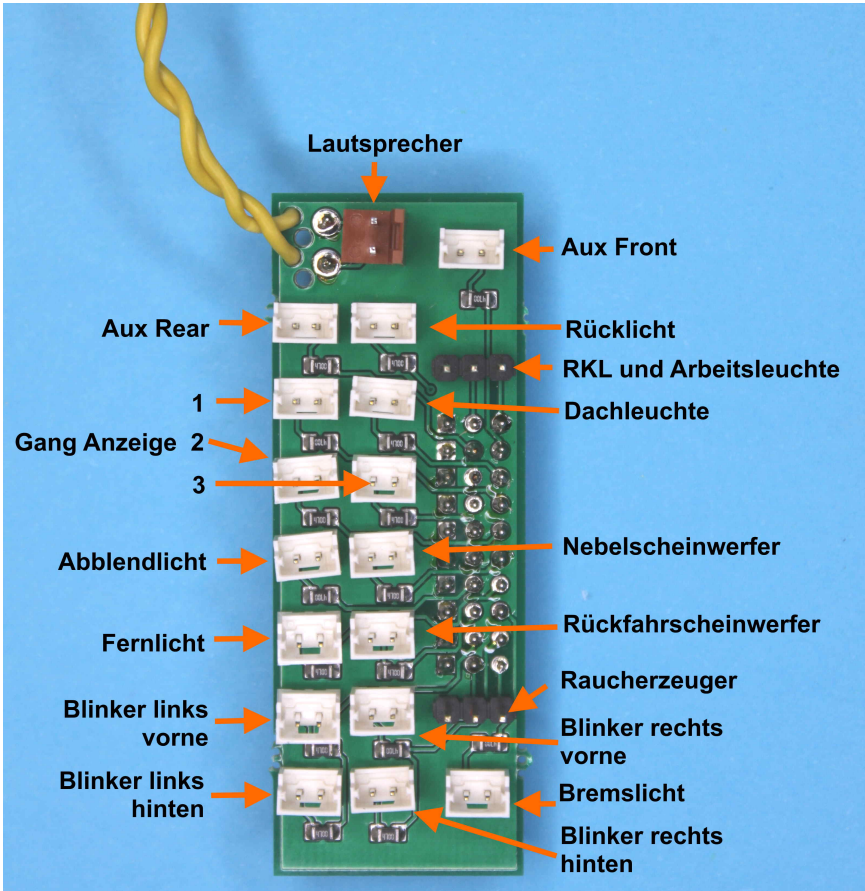 Lautsprecher
Aux Front
Aux Rear
Rücklicht
RKL und Arbeitsleuchte
1
Dachleuchte
Gang Anzeige 2
3
Abblendlicht
Nebelscheinwerfer
Fernlicht
Rückfahrscheinwerfer
Raucherzeuger
Blinker links
vorne
Blinker rechts
vorne
Blinker links
hinten
Bremslicht
Blinker rechts
hinten